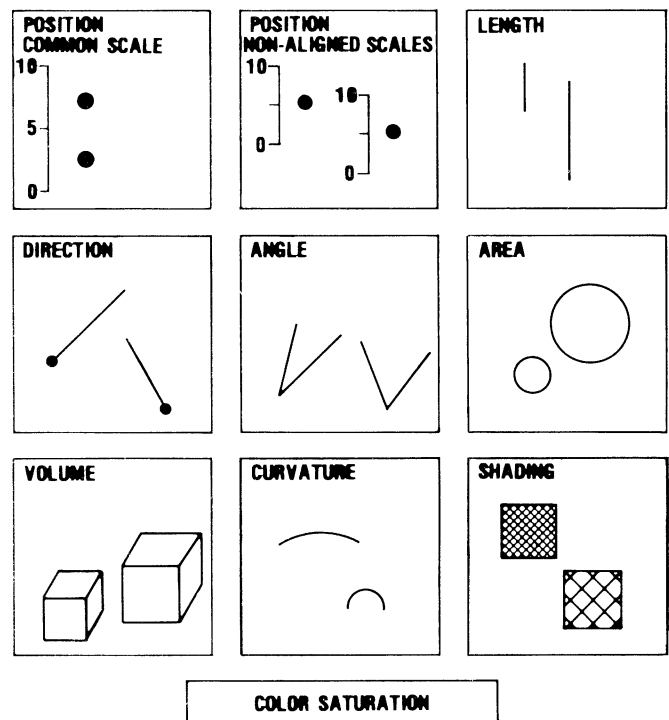 POSITION
COMMON SCALE
10
5
0
POSITION
NON-ALIGNED SCALES
10
0
10
0
LENGTH
DIRECTION
ANGLE
AREA
VOLUME
CURVATURE
SHADING
COLOR SATURATION